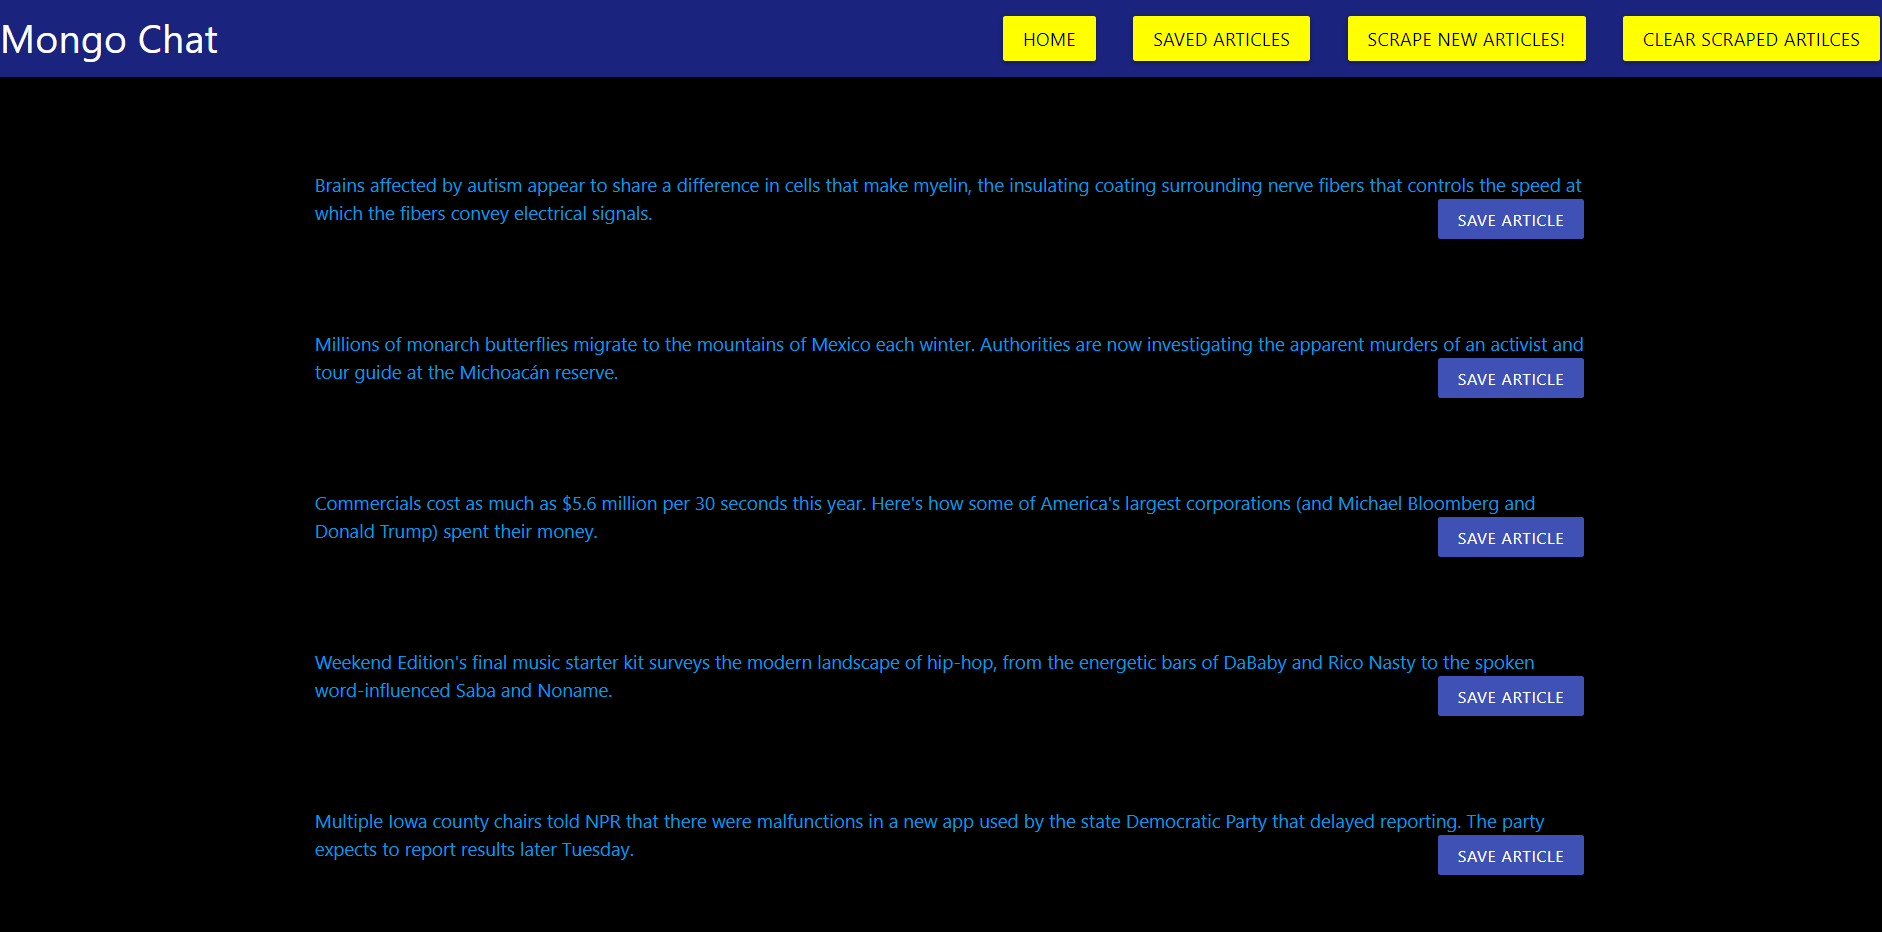 Mongo Chat
HOME
SAVED ARTICLES
SCRAPE NEW ARTICLES!
CLEAR SCRAPED ARTILCES
Brains affected by autism appear to share a difference in cells that make myelin, the insulating coating surrounding nerve fibers that controls the speed at
which the fibers convey electrical signals.
SAVE ARTICLE
Millions of monarch butterflies migrate to the mountains of Mexico each winter. Authorities are now investigating the apparent murders of an activist and
tour guide at the Michoacán reserve.
SAVE ARTICLE
Commercials cost as much as $5.6 million per 30 seconds this year. Here's how some of America's largest corporations (and Michael Bloomberg and
Donald Trump) spent their money.
SAVE ARTICLE
Weekend Edition's final music starter kit surveys the modern landscape of hip-hop, from the energetic bars of DaBaby and Rico Nasty to the spoken
word-influenced Saba and Noname.
SAVE ARTICLE
Multiple Iowa county chairs told NPR that there were malfunctions in a new app used by the state Democratic Party that delayed reporting. The party
expects to report results later Tuesday.
SAVE ARTICLE